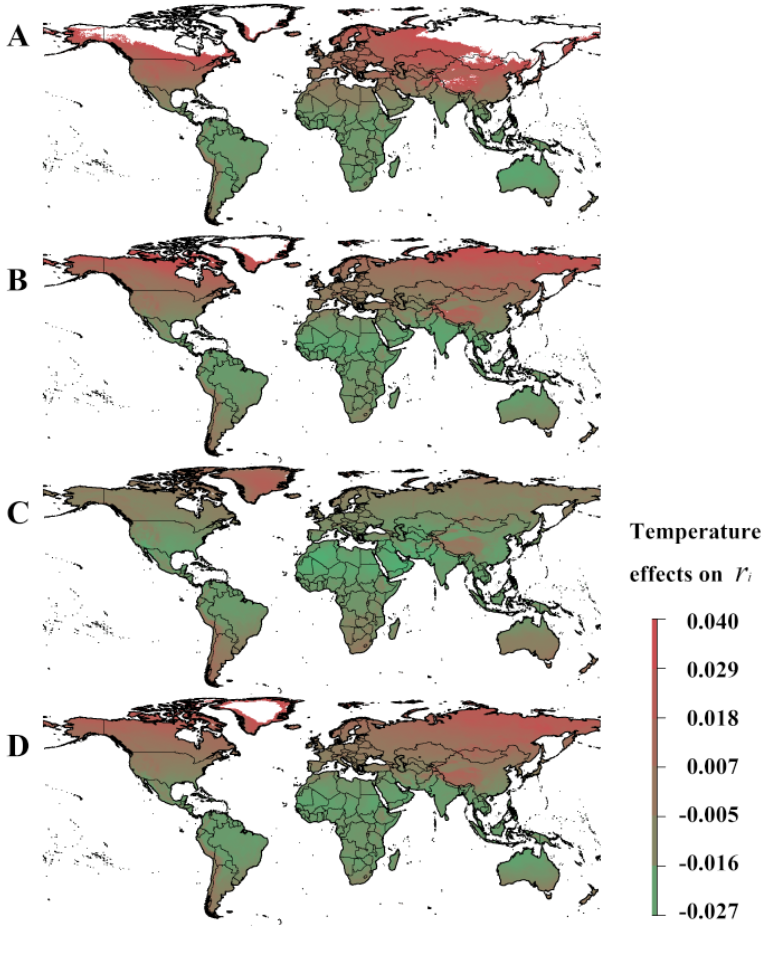 A
B
C
D
Temperature
effects on rᵢ
0.040
0.029
0.018
0.007
-0.005
-0.016
-0.027